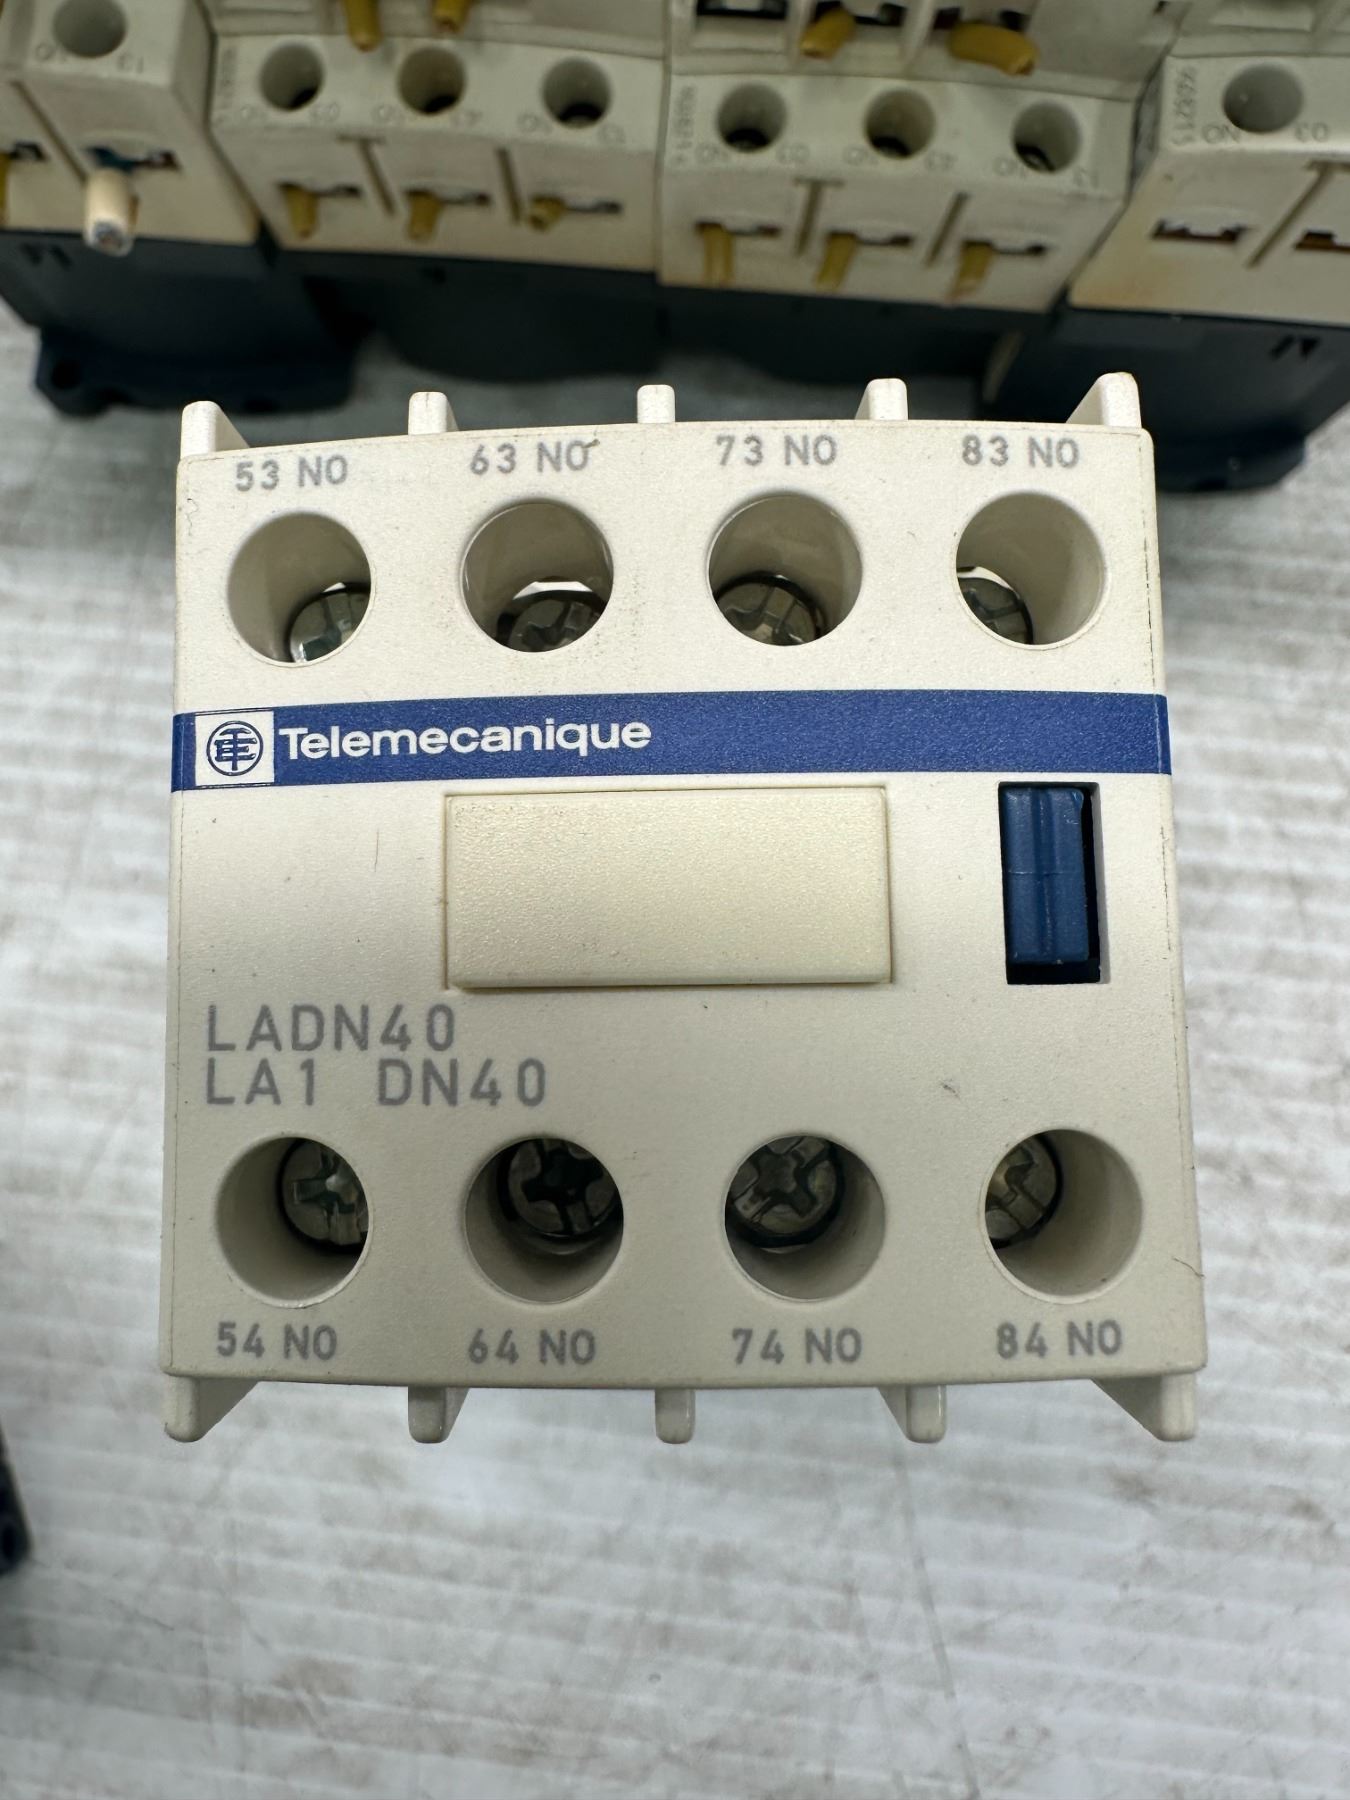 53 NO 63 NO 73 NO 83 NO
Telemecanique
LADN40
LA1 DN40
54 NO 64 NO 74 NO 84 NO